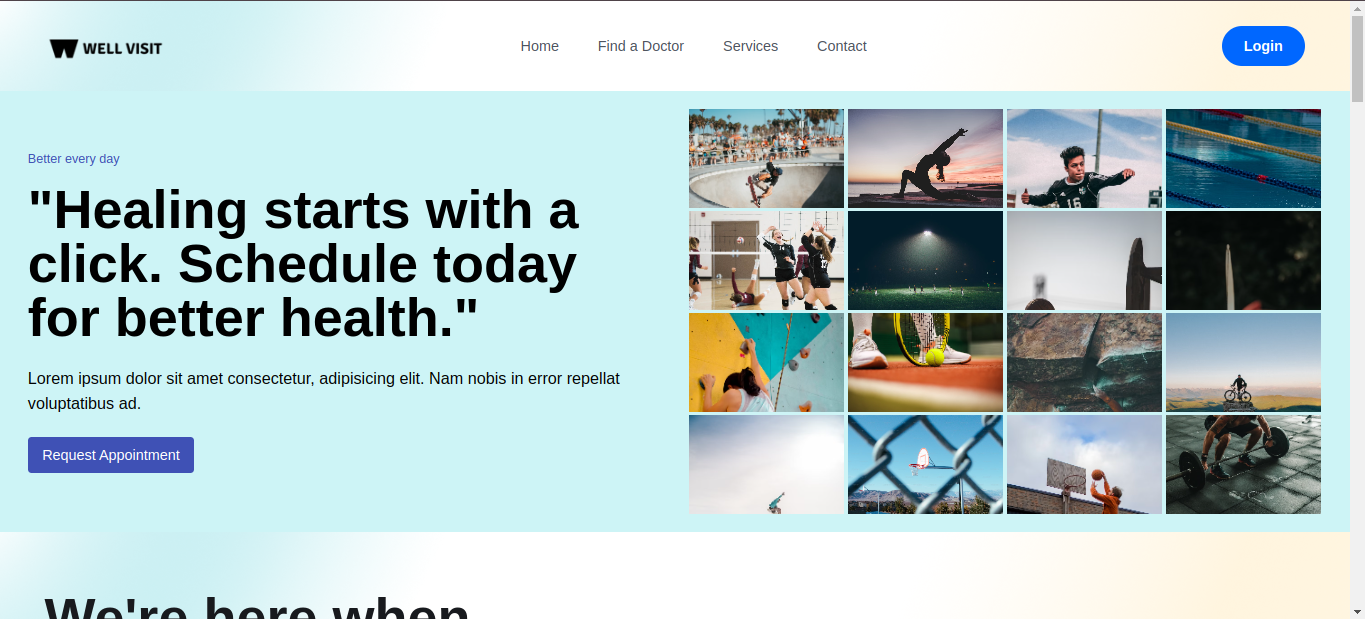 WELL VISIT
Home
Find a Doctor
Services
Contact
Login
Better every day
"Healing starts with a
click. Schedule today
for better health."
Lorem ipsum dolor sit amet consectetur, adipisicing elit. Nam nobis in error repellat
voluptatibus ad.
Request Appointment
16
We're here when